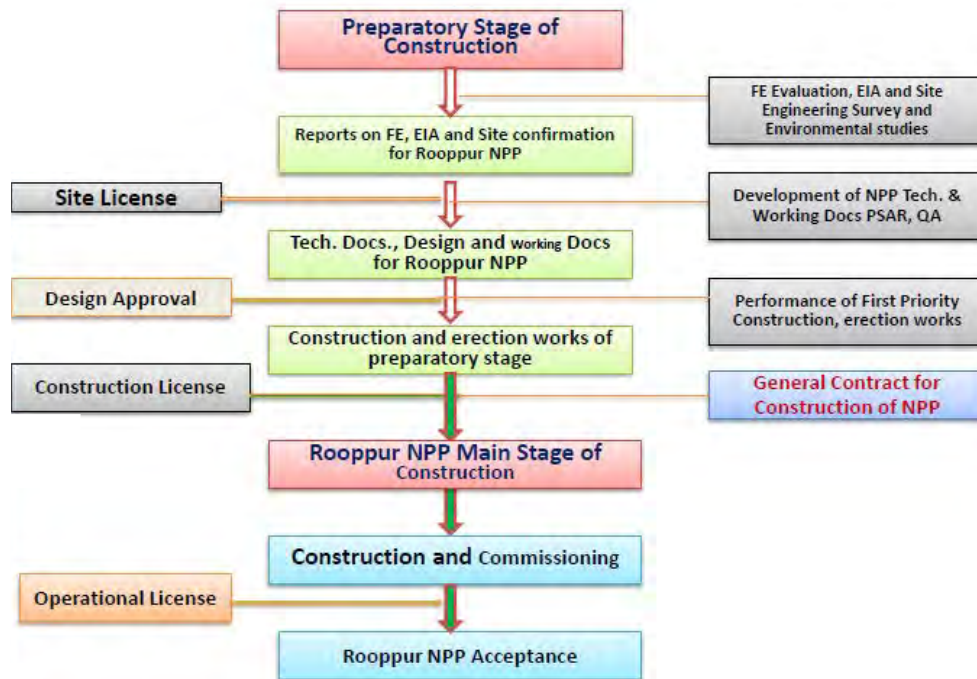 Preparatory Stage of
Construction
FE Evaluation, EIA and Site
Engineering Survey and
Environmental studies
Reports on FE, EIA and Site confirmation
for Rooppur NPP
Site License
Development of NPP Tech. &
Working Docs PSAR, QA
Tech. Docs., Design and Working Docs
for Rooppur NPP
Design Approval
Performance of First Priority
Construction, erection works
Construction and erection works of
preparatory stage
Construction License
General Contract for
Construction of NPP
Rooppur NPP Main Stage of
Construction
Construction and Commissioning
Operational License
Rooppur NPP Acceptance